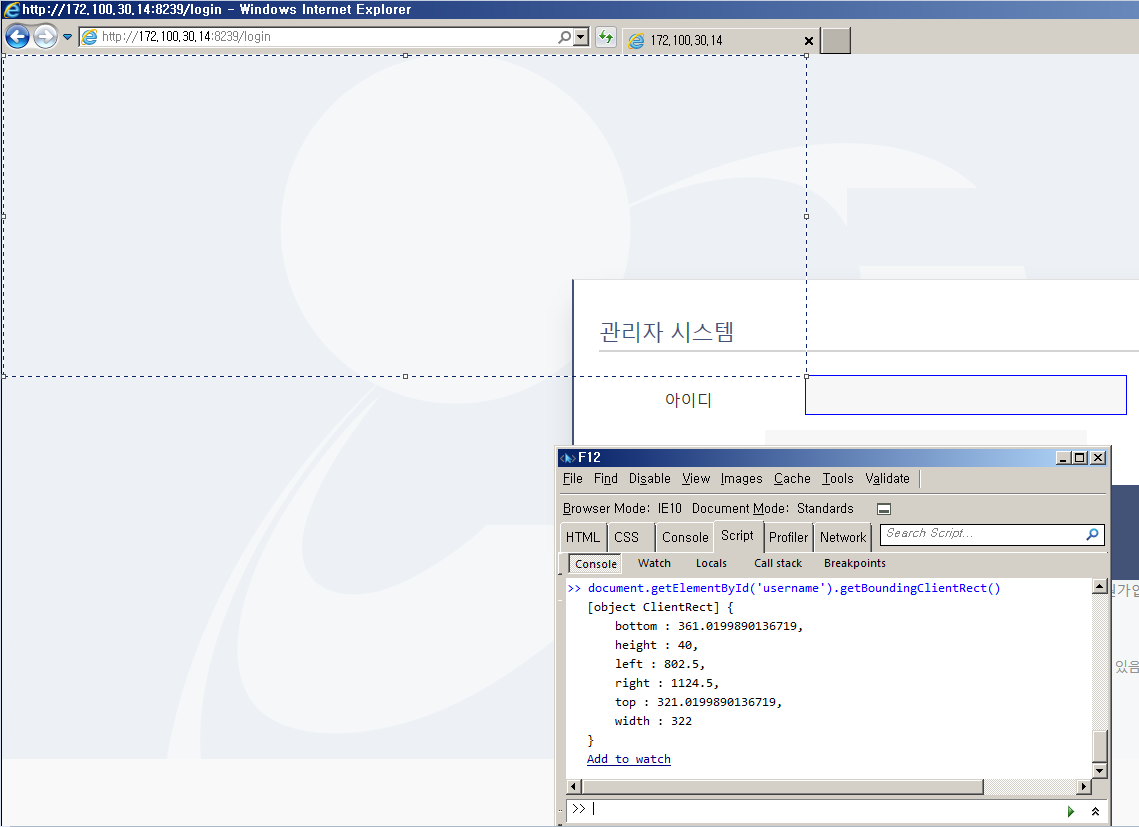 http://172.100.30.14:8239/login - Windows Internet Explorer
http://172.100.30.14:8239/login
172.100.30.14
관리자 시스템
아이디
F12
File Find Disable View Images Cache Tools Validate
Browser Mode: IE10 Document Mode: Standards
HTML CSS Console Script Profiler Network Search Script...
Console Watch Locals Call stack Breakpoints
>> document.getElementById('username').getBoundingClientRect()
[object ClientRect] {
bottom : 361.0199890136719,
height : 40,
left : 802.5,
right : 1124.5,
top : 321.0199890136719,
width : 322
}
Add to watch
>>
있음